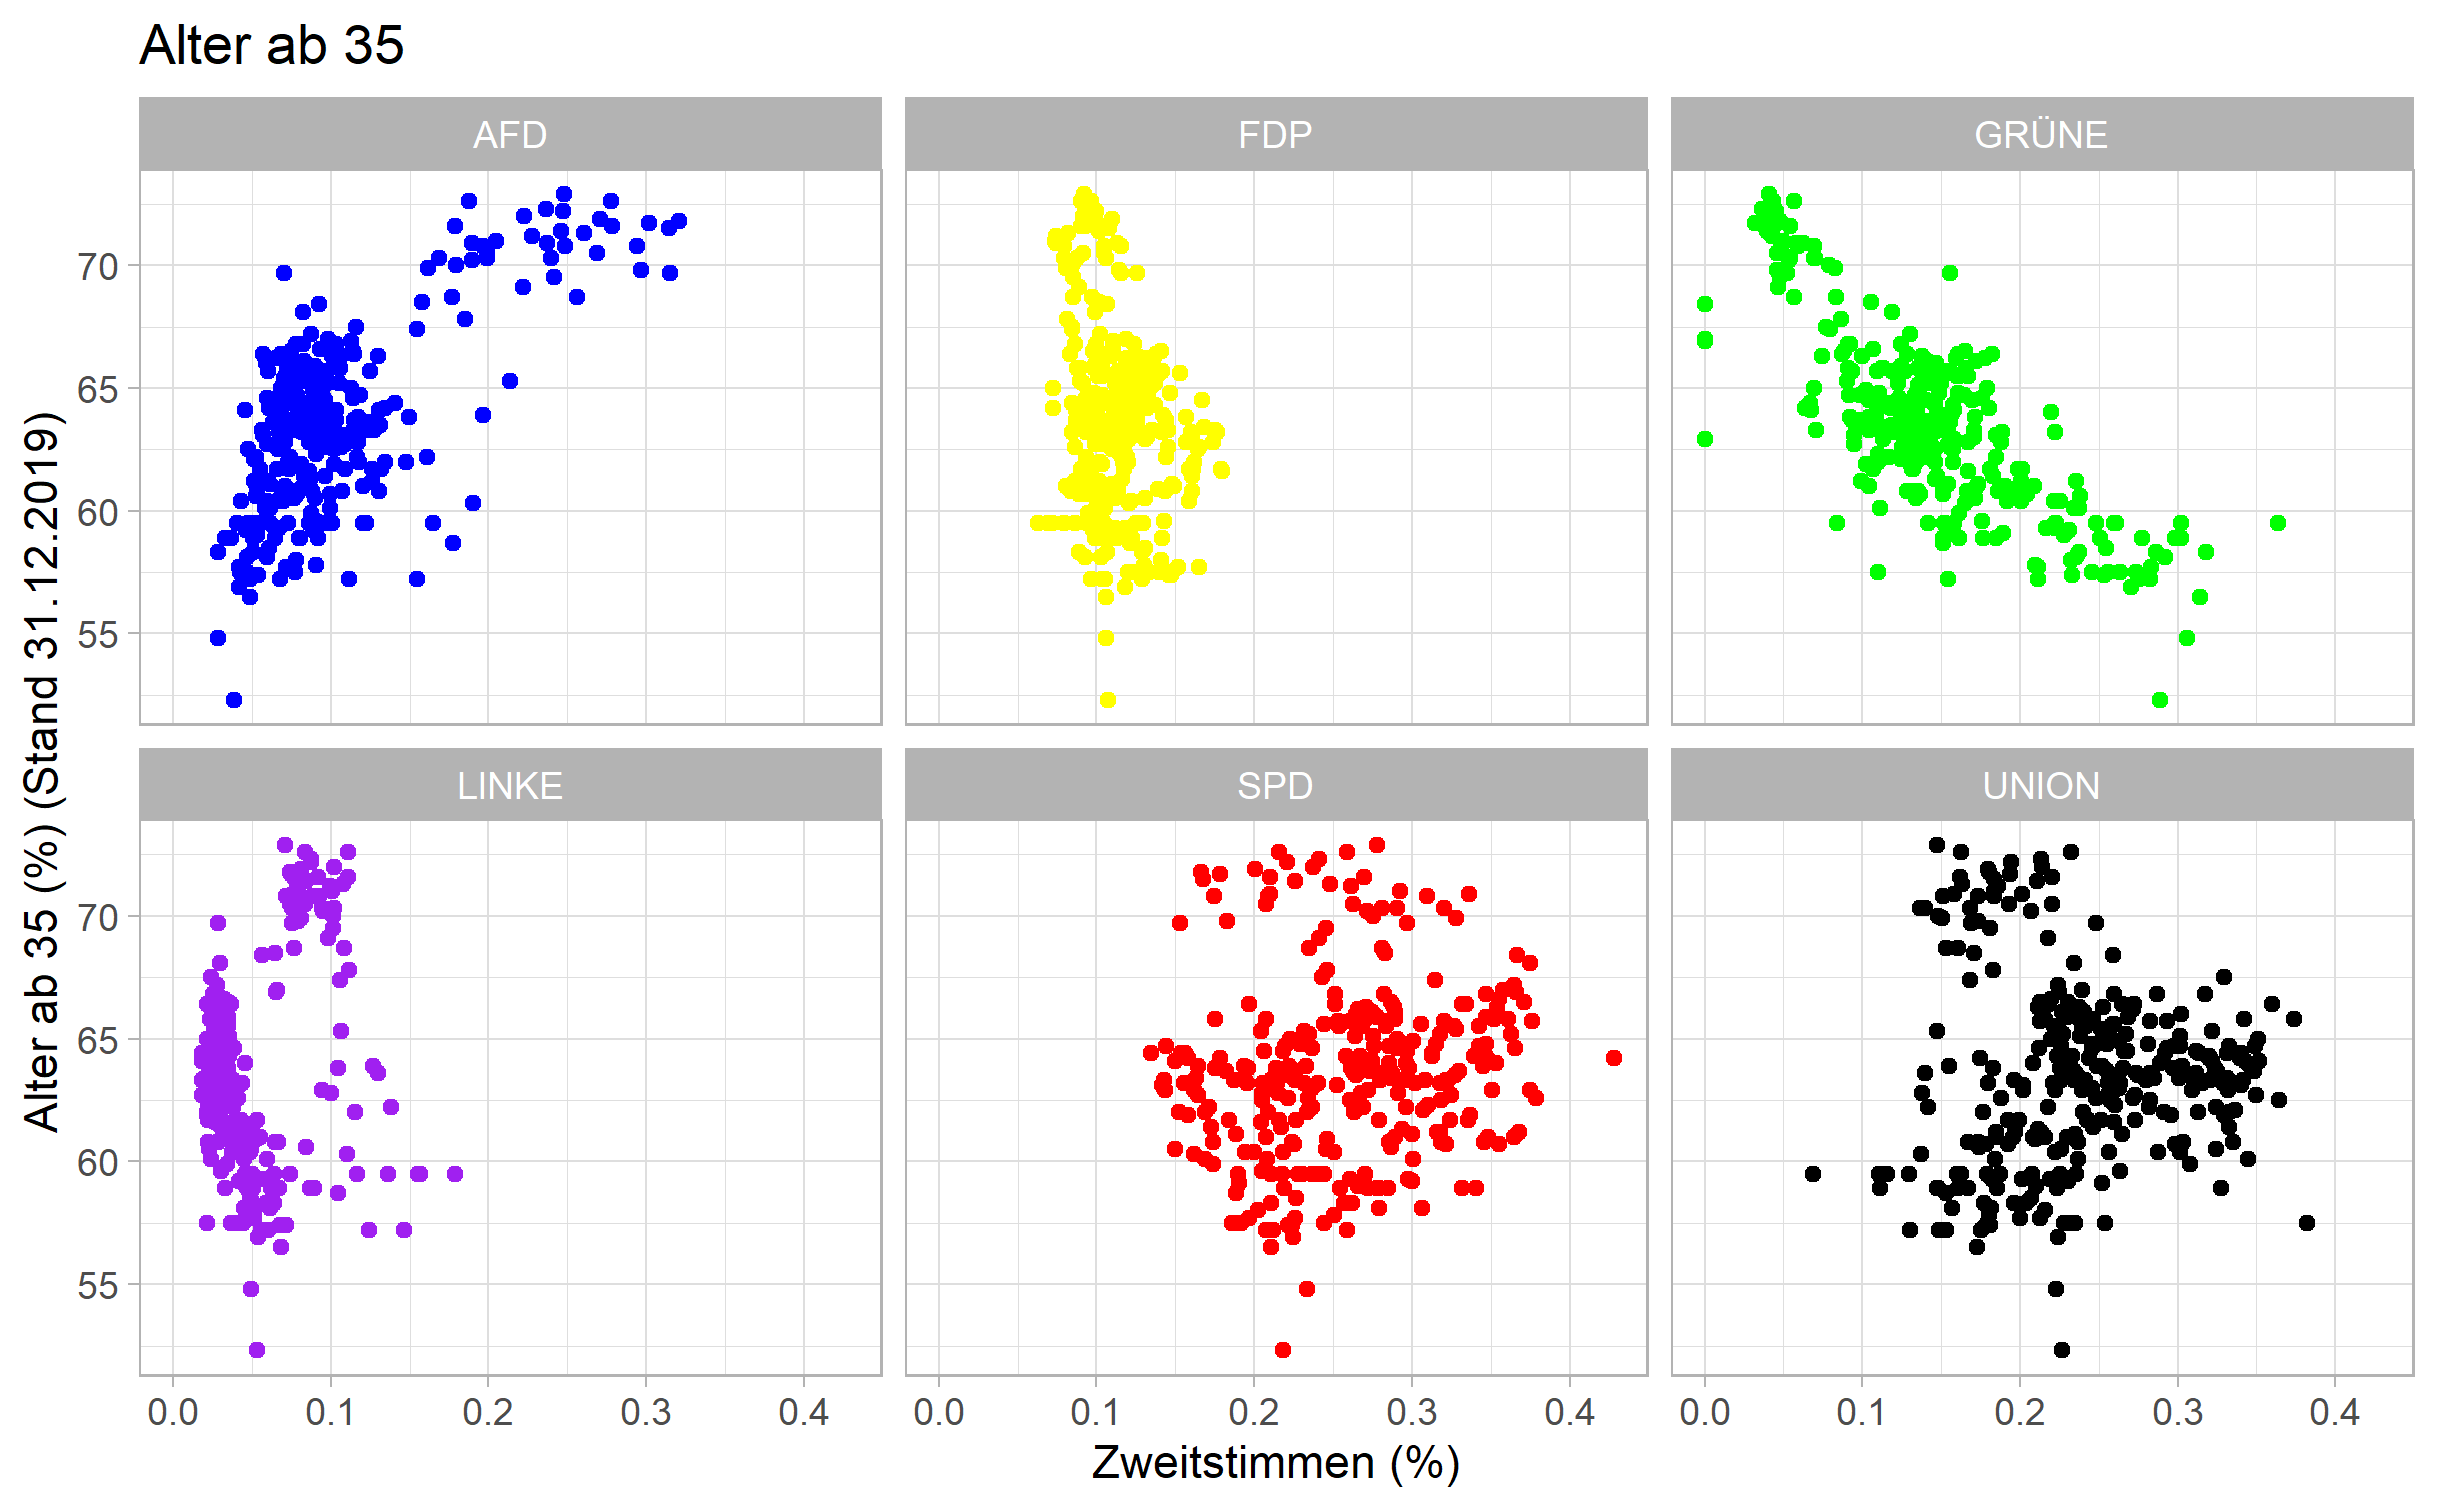 Alter ab 35
AFD
FDP
GRÜNE
70
65
60
55
LINKE
SPD
UNION
70
65
60
55
Alter ab 35 (%) (Stand 31.12.2019)
0.0 0.1 0.2 0.3 0.4
0.0 0.1 0.2 0.3 0.4
0.0 0.1 0.2 0.3 0.4
Zweitstimmen (%)